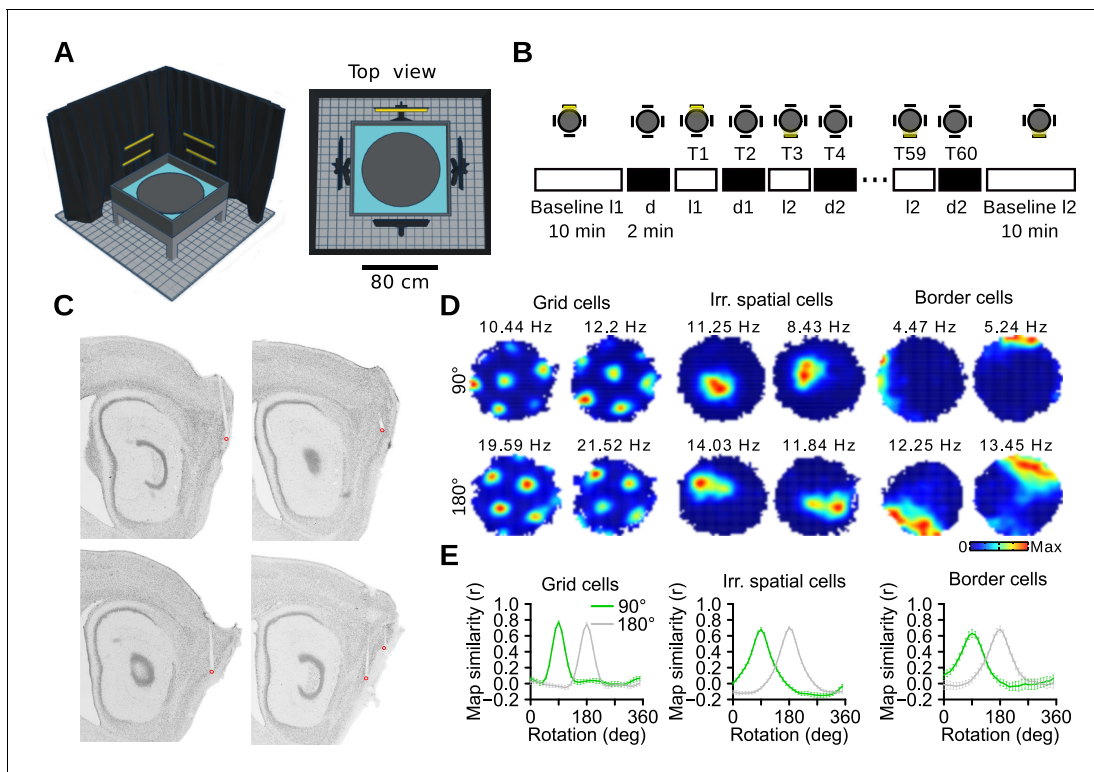 A
Top view
80 cm
B
T1 T2 T3 T4 T59 T60
...
Baseline l1 d l1 d1 l2 d2 l2 d2 Baseline l2
10 min 2 min 10 min
C
D
Grid cells Irr. spatial cells Border cells
10.44 Hz 12.2 Hz 11.25 Hz 8.43 Hz 4.47 Hz 5.24 Hz
90°
19.59 Hz 21.52 Hz 14.03 Hz 11.84 Hz 12.25 Hz 13.45 Hz
180°
0 Max
E
Grid cells Irr. spatial cells Border cells
90°
180°
Map similarity (r)
1.0
0.8
0.6
0.4
0.2
0.0
−0.2
0 180 360
Rotation (deg)
Map similarity (r)
1.0
0.8
0.6
0.4
0.2
0.0
−0.2
0 180 360
Rotation (deg)
Map similarity (r)
1.0
0.8
0.6
0.4
0.2
0.0
−0.2
0 180 360
Rotation (deg)